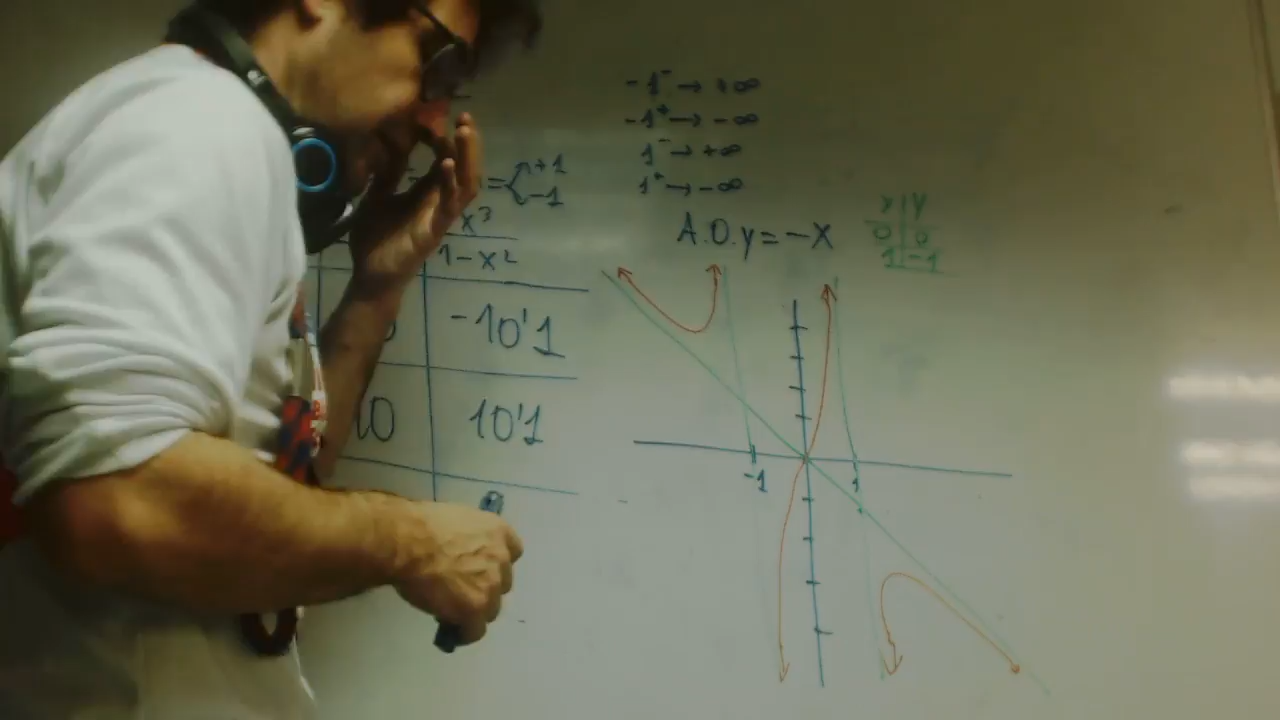 -1⁻ → +∞
-1⁺ → -∞
1⁻ → +∞
1⁺ → -∞
= +1
-1
x³
1-x²
-10'1
10 10'1
A.O. y = -x
x y
0 0
1 -1
-1 1